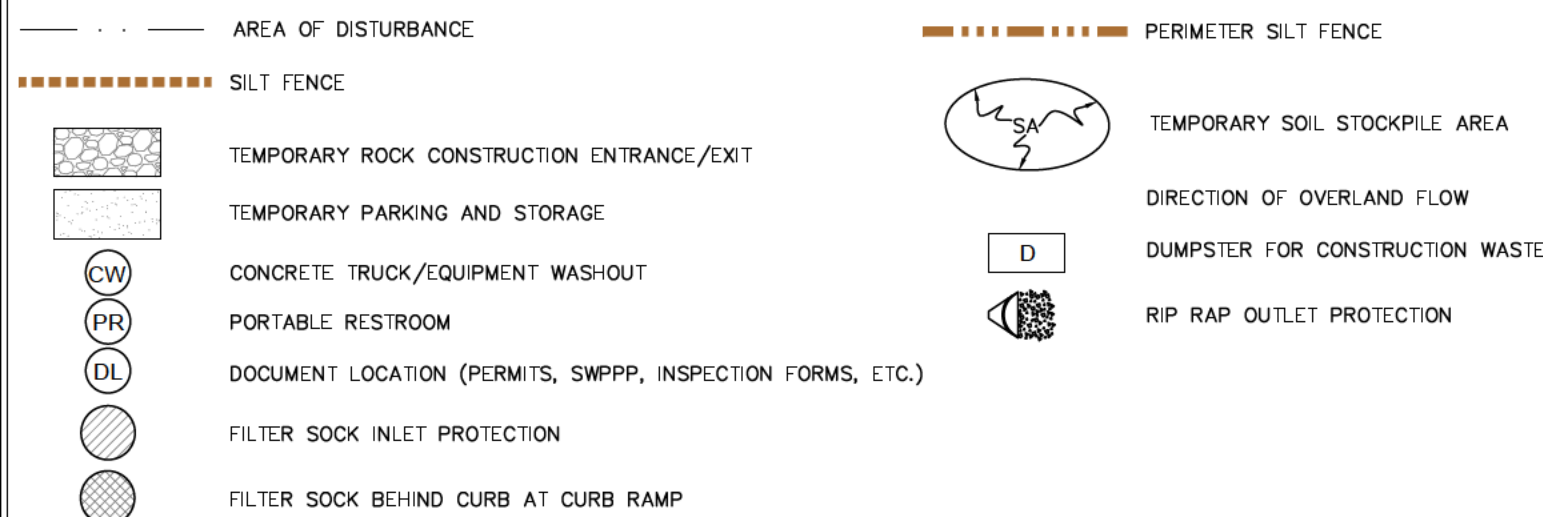 AREA OF DISTURBANCE
SILT FENCE
TEMPORARY ROCK CONSTRUCTION ENTRANCE/EXIT
TEMPORARY PARKING AND STORAGE
CW CONCRETE TRUCK/EQUIPMENT WASHOUT
PR PORTABLE RESTROOM
DL DOCUMENT LOCATION (PERMITS, SWPPP, INSPECTION FORMS, ETC.)
FILTER SOCK INLET PROTECTION
FILTER SOCK BEHIND CURB AT CURB RAMP
PERIMETER SILT FENCE
SA TEMPORARY SOIL STOCKPILE AREA
DIRECTION OF OVERLAND FLOW
D DUMPSTER FOR CONSTRUCTION WASTE
RIP RAP OUTLET PROTECTION